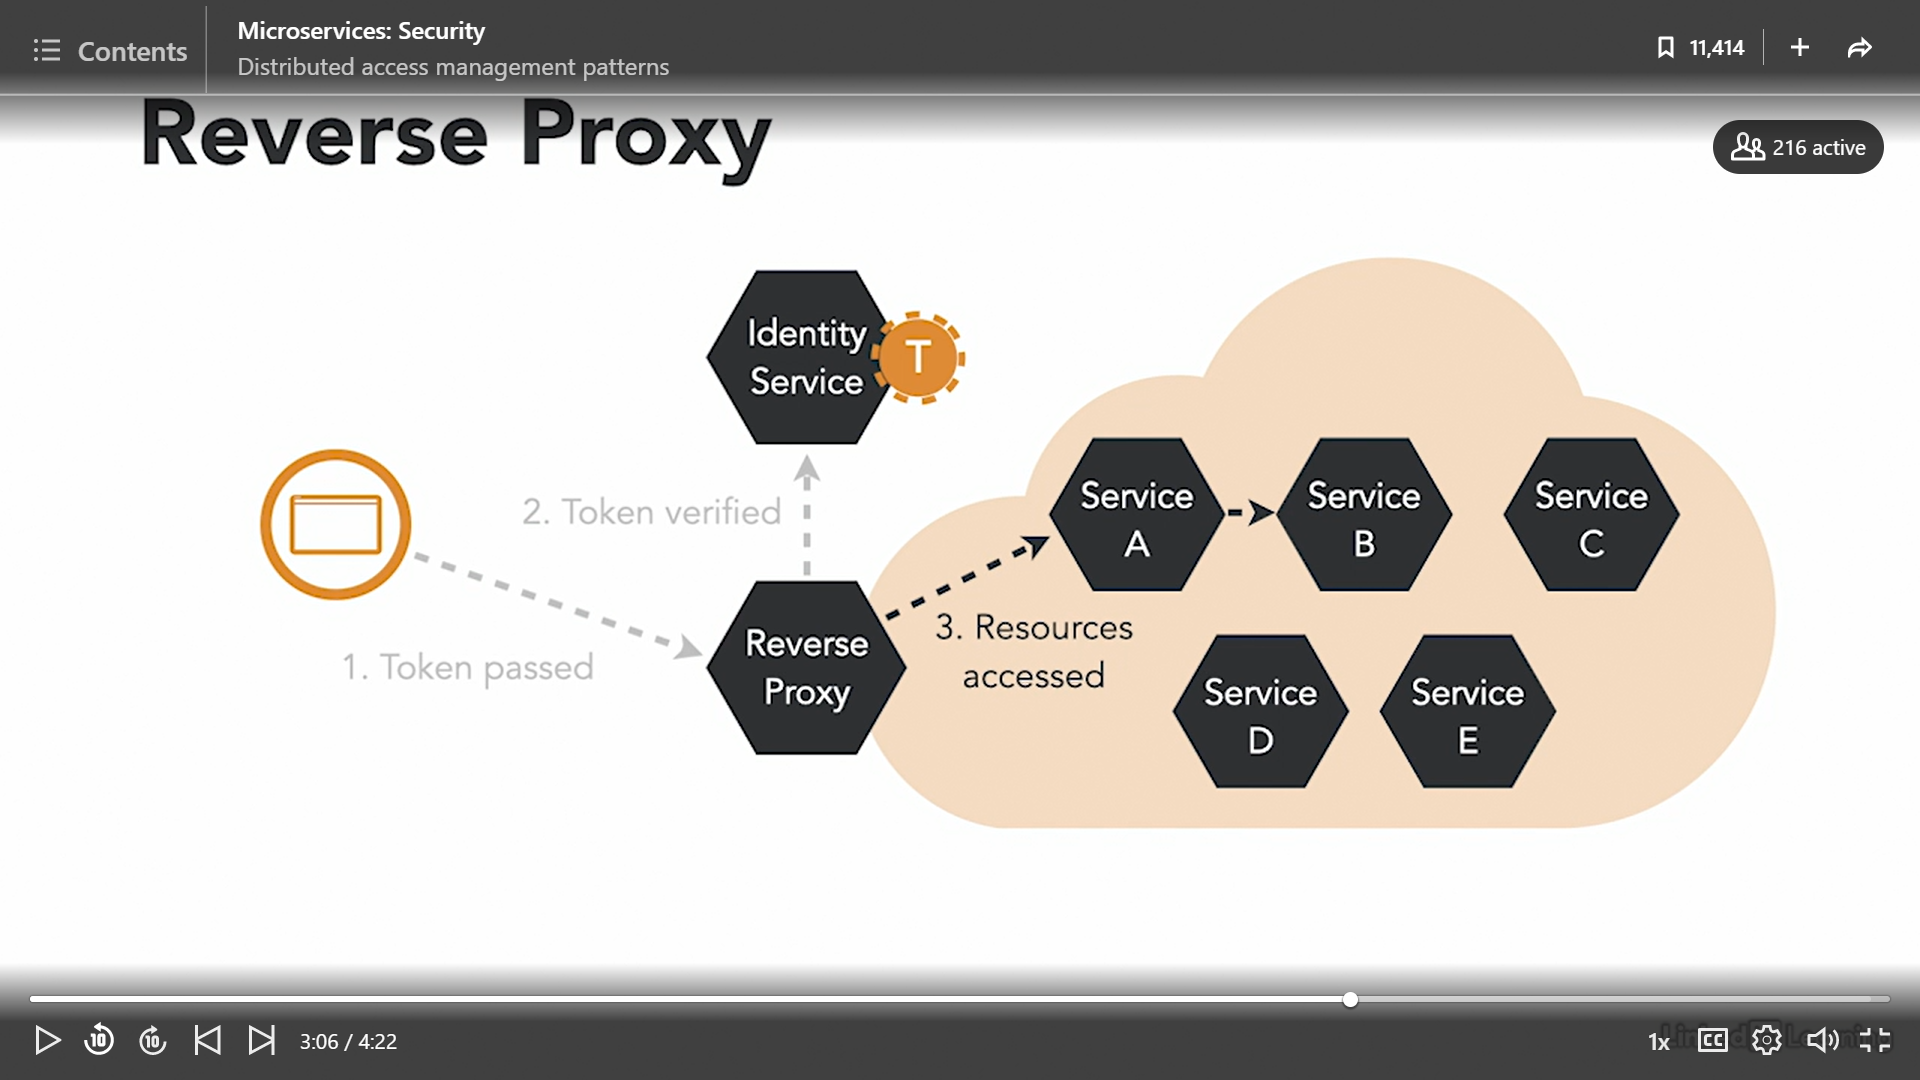 Contents
Microservices: Security
Distributed access management patterns
11,414
Reverse Proxy
216 active
Identity
Service
T
2. Token verified
1. Token passed
Reverse
Proxy
3. Resources
accessed
Service
A
Service
B
Service
C
Service
D
Service
E
10
10
3:06 / 4:22
1x
CC